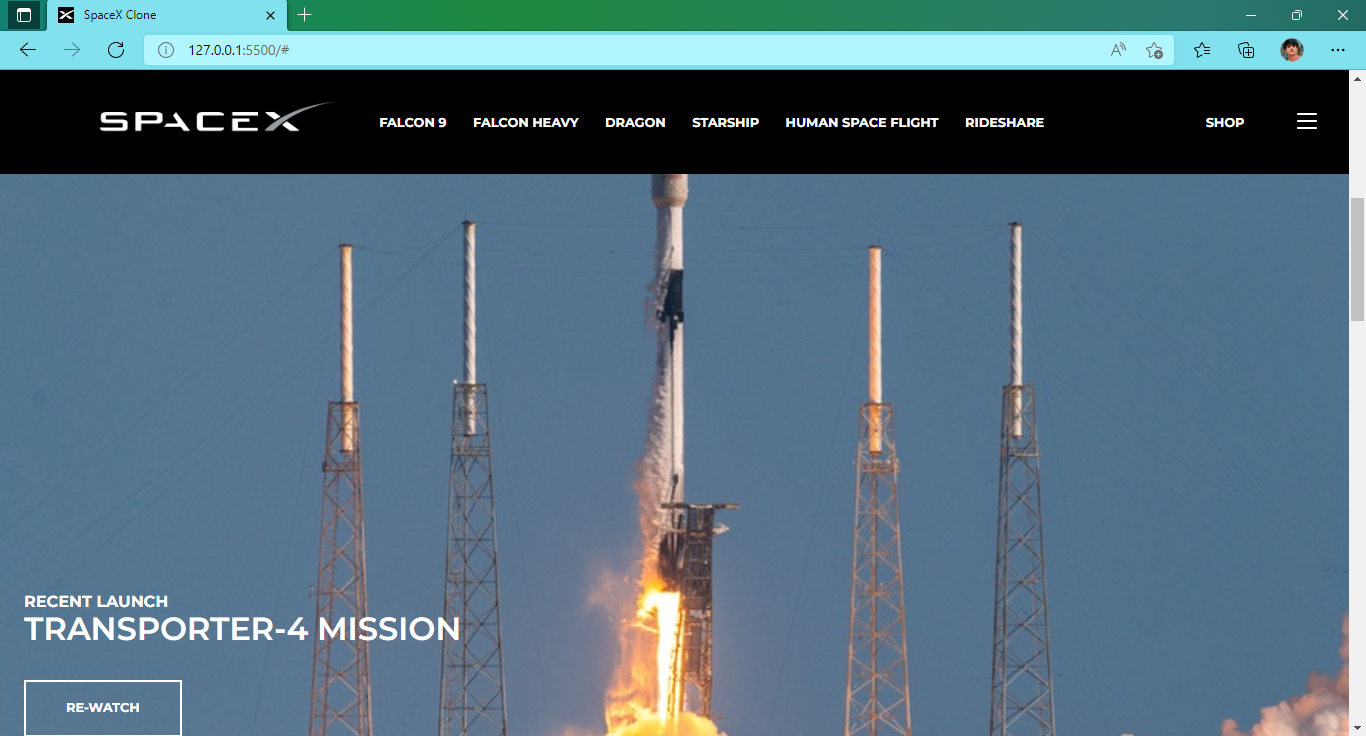 SpaceX Clone
127.0.0.1:5500/#
SPACEX
FALCON 9 FALCON HEAVY DRAGON STARSHIP HUMAN SPACE FLIGHT RIDESHARE SHOP
RECENT LAUNCH
TRANSPORTER-4 MISSION
RE-WATCH